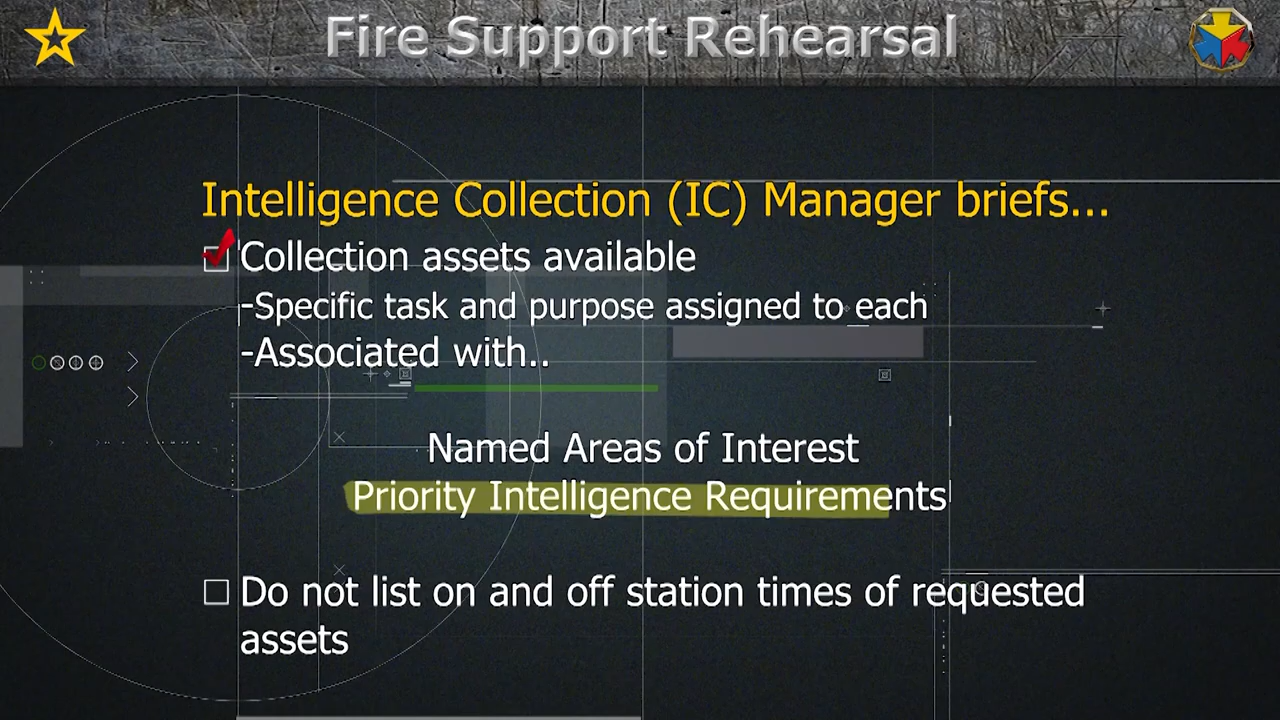 Fire Support Rehearsal
Intelligence Collection (IC) Manager briefs...
Collection assets available
-Specific task and purpose assigned to each
-Associated with..
Named Areas of Interest
Priority Intelligence Requirements
Do not list on and off station times of requested
assets